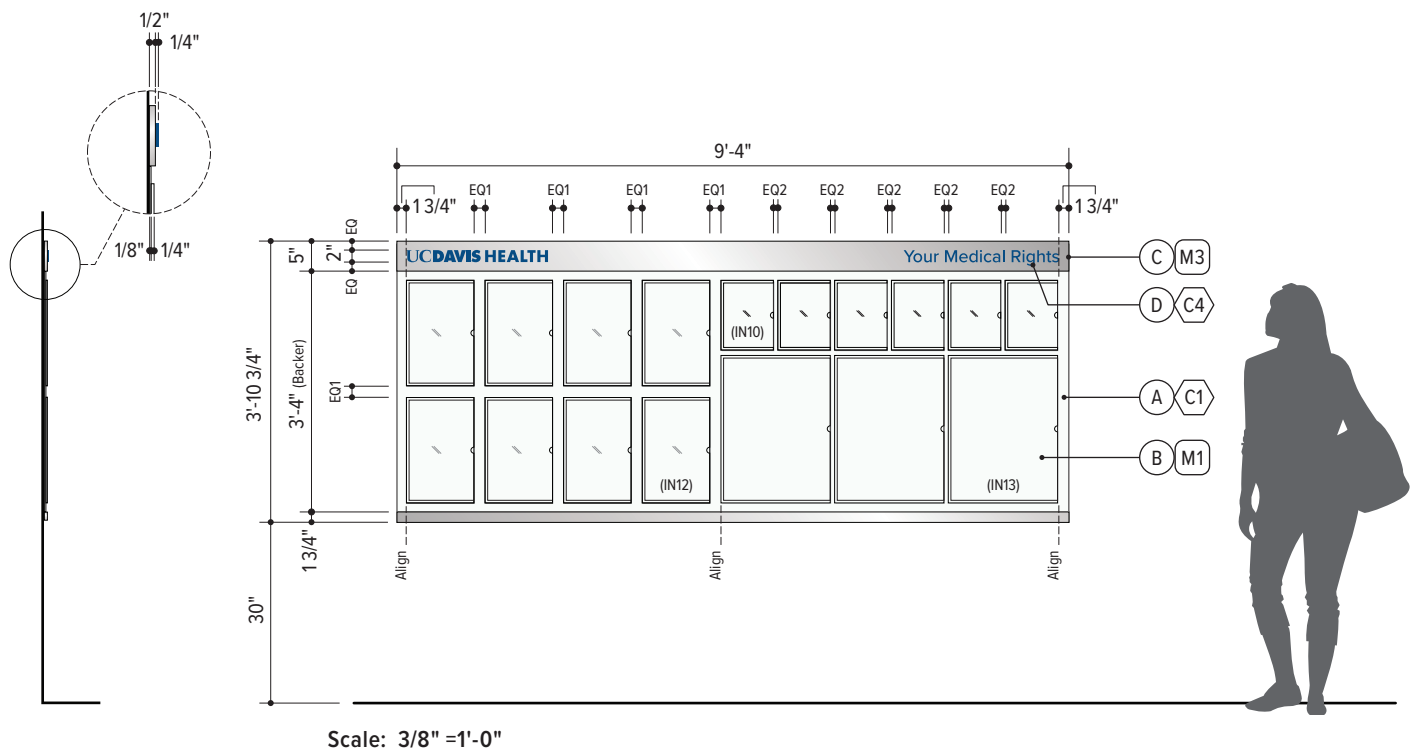 1/2"
1/4"
1/8"
1/4"
9'-4"
1 3/4"
EQ1
EQ1
EQ1
EQ1
EQ2
EQ2
EQ2
EQ2
EQ2
1 3/4"
EQ
5"
2"
EQ
UCDAVIS HEALTH
Your Medical Rights
C
M3
D
C4
(IN10)
3'-10 3/4"
3'-4" (Backer)
EQ1
A
C1
B
M1
(IN12)
(IN13)
1 3/4"
Align
Align
Align
30"
Scale: 3/8" =1'-0"